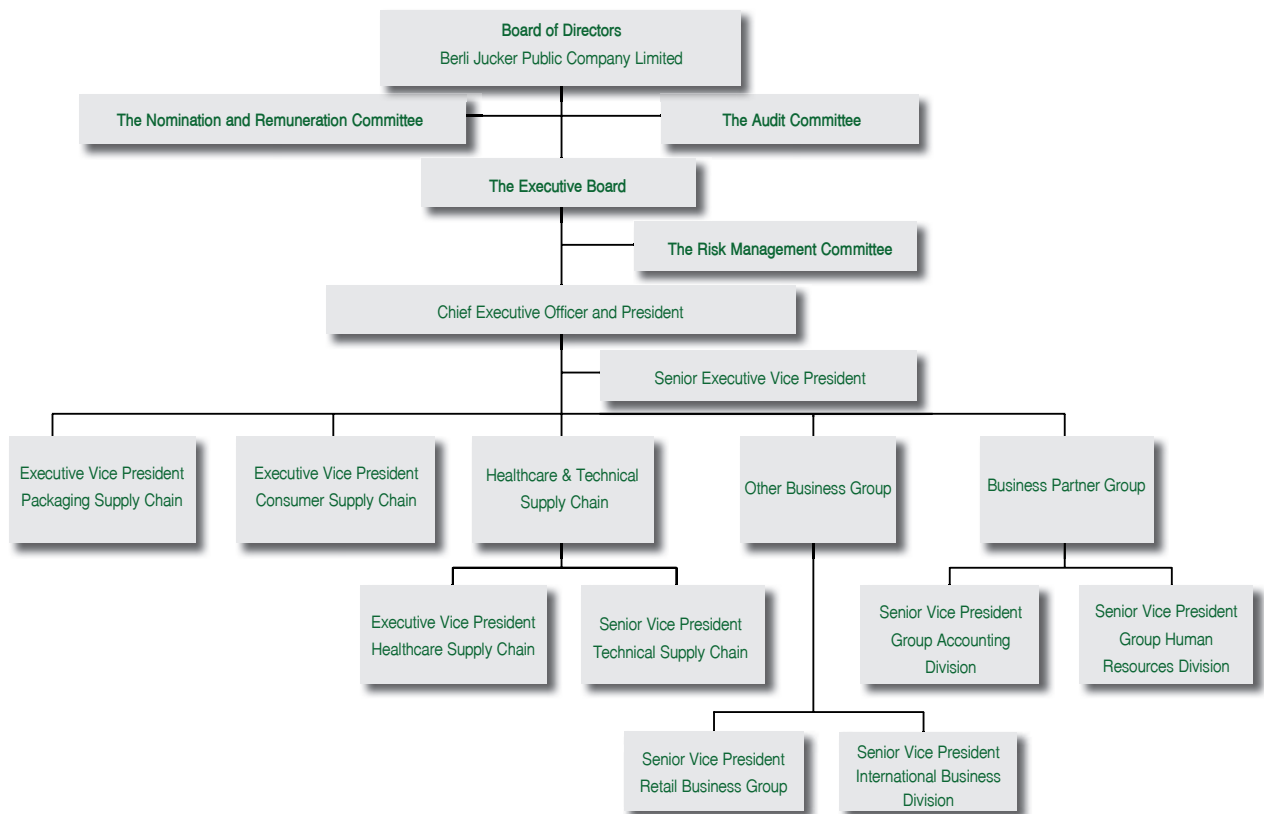 Board of Directors
Berli Jucker Public Company Limited
The Nomination and Remuneration Committee
The Audit Committee
The Executive Board
The Risk Management Committee
Chief Executive Officer and President
Senior Executive Vice President
Executive Vice President
Packaging Supply Chain
Executive Vice President
Consumer Supply Chain
Healthcare & Technical
Supply Chain
Other Business Group
Business Partner Group
Executive Vice President
Healthcare Supply Chain
Senior Vice President
Technical Supply Chain
Senior Vice President
Group Accounting
Division
Senior Vice President
Group Human
Resources Division
Senior Vice President
Retail Business Group
Senior Vice President
International Business
Division